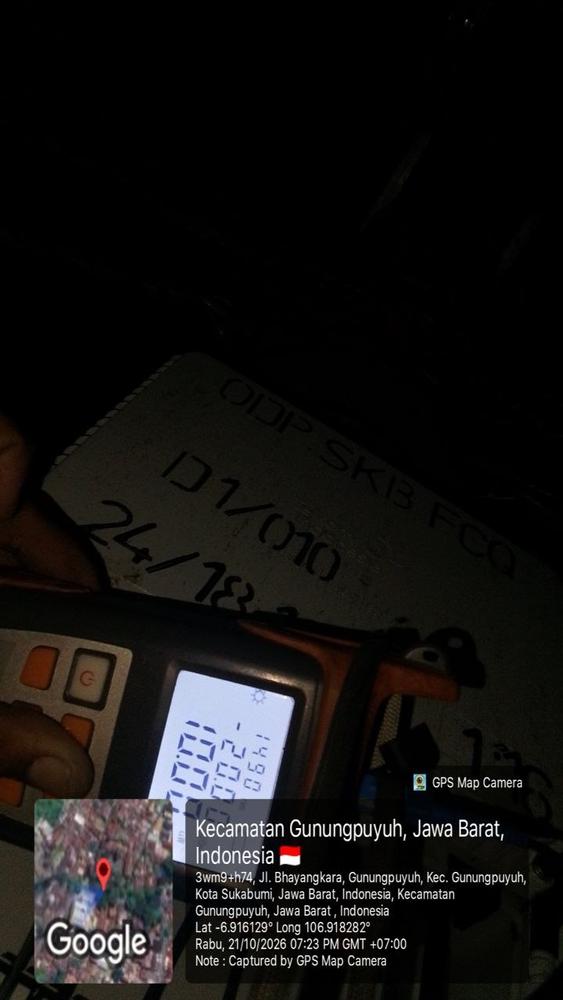 ODP SKB FCQ
D1/010
24/18
1490
GPS Map Camera
Kecamatan Gunungpuyuh, Jawa Barat,
Indonesia 🇮🇩
3wm9+h74, Jl. Bhayangkara, Gunungpuyuh, Kec. Gunungpuyuh,
Kota Sukabumi, Jawa Barat, Indonesia, Kecamatan
Gunungpuyuh, Jawa Barat , Indonesia
Lat -6.916129° Long 106.918282°
Rabu, 21/10/2026 07:23 PM GMT +07:00
Note : Captured by GPS Map Camera
Google